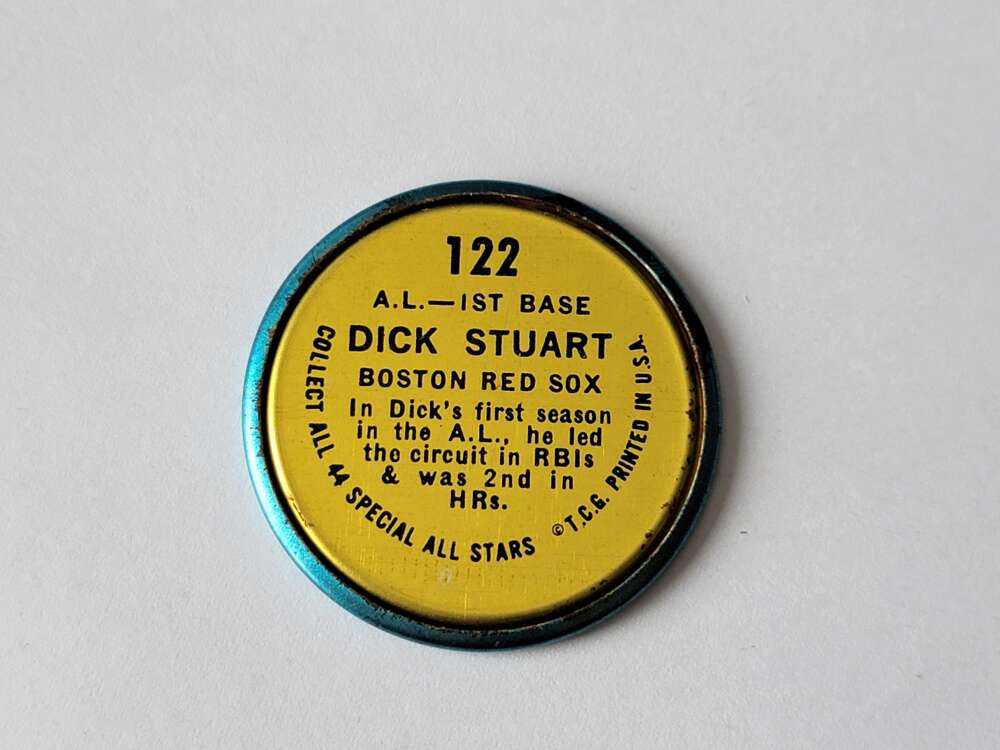 122
A.L.—1ST BASE
DICK STUART
BOSTON RED SOX
In Dick's first season
in the A.L., he led
the circuit in RBIs
& was 2nd in
HRs.
COLLECT ALL 44 SPECIAL ALL STARS
© T.C.G. PRINTED IN U.S.A.